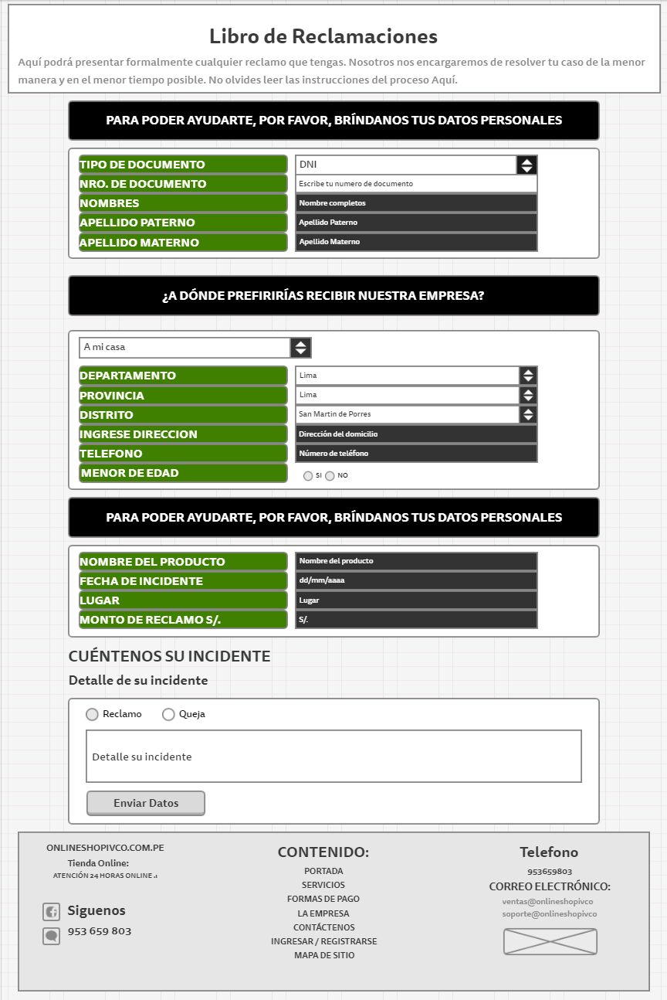 Libro de Reclamaciones
Aquí podrá presentar formalmente cualquier reclamo que tengas. Nosotros nos encargaremos de resolver tu caso de la menor
manera y en el menor tiempo posible. No olvides leer las instrucciones del proceso Aquí.
PARA PODER AYUDARTE, POR FAVOR, BRÍNDANOS TUS DATOS PERSONALES
TIPO DE DOCUMENTO DNI
NRO. DE DOCUMENTO Escribe tu numero de documento
NOMBRES Nombre completos
APELLIDO PATERNO Apellido Paterno
APELLIDO MATERNO Apellido Materno
¿A DÓNDE PREFIRIRÍAS RECIBIR NUESTRA EMPRESA?
A mi casa
DEPARTAMENTO Lima
PROVINCIA Lima
DISTRITO San Martin de Porres
INGRESE DIRECCION Dirección del domicilio
TELEFONO Número de teléfono
MENOR DE EDAD SI NO
PARA PODER AYUDARTE, POR FAVOR, BRÍNDANOS TUS DATOS PERSONALES
NOMBRE DEL PRODUCTO Nombre del producto
FECHA DE INCIDENTE dd/mm/aaaa
LUGAR Lugar
MONTO DE RECLAMO S/. S/.
CUÉNTENOS SU INCIDENTE
Detalle de su incidente
Reclamo Queja
Detalle su incidente
Enviar Datos
ONLINESHOPIVCO.COM.PE
Tienda Online:
ATENCIÓN 24 HORAS ONLINE .ı
Siguenos
953 659 803
CONTENIDO:
PORTADA
SERVICIOS
FORMAS DE PAGO
LA EMPRESA
CONTÁCTENOS
INGRESAR / REGISTRARSE
MAPA DE SITIO
Telefono
953659803
CORREO ELECTRÓNICO:
ventas@onlineshopivco
soporte@onlineshopivco